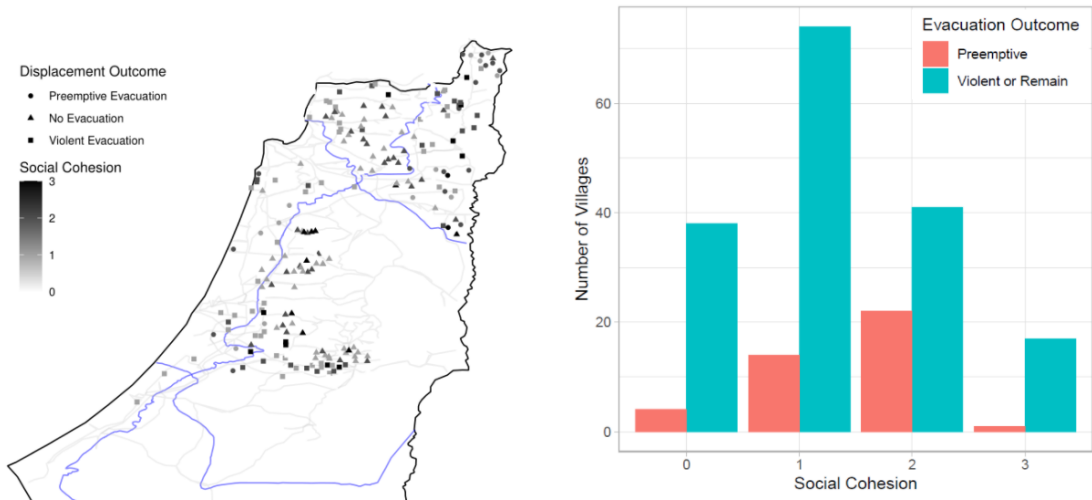 Displacement Outcome
Preemptive Evacuation
No Evacuation
Violent Evacuation
Social Cohesion
3
2
1
0
Evacuation Outcome
Preemptive
Violent or Remain
Number of Villages
60
40
20
0
0 1 2 3
Social Cohesion